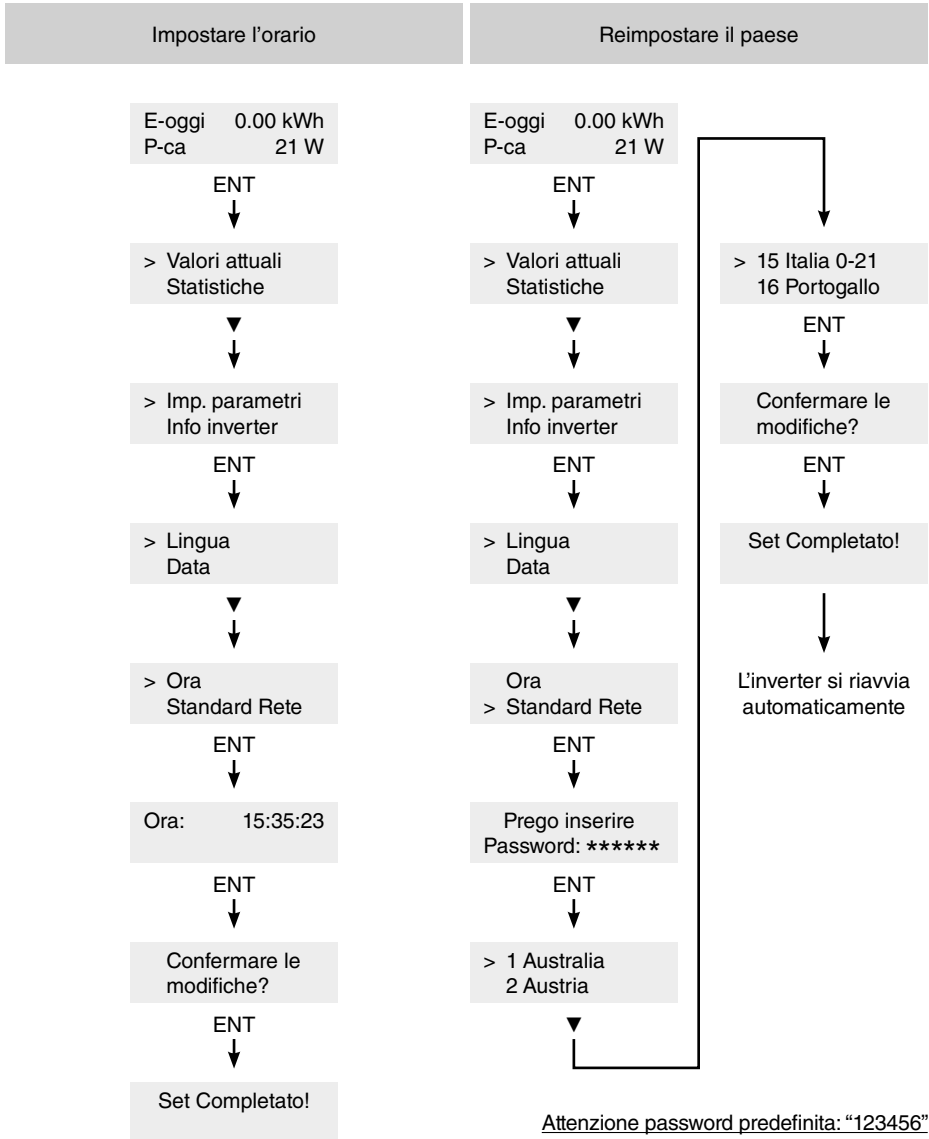 Impostare l'orario
E-oggi 0.00 kWh
P-ca 21 W
ENT
> Valori attuali
Statistiche
▼
> Imp. parametri
Info inverter
ENT
> Lingua
Data
▼
> Ora
Standard Rete
ENT
Ora: 15:35:23
ENT
Confermare le
modifiche?
ENT
Set Completato!
Reimpostare il paese
E-oggi 0.00 kWh
P-ca 21 W
ENT
> Valori attuali
Statistiche
▼
> Imp. parametri
Info inverter
ENT
> Lingua
Data
▼
Ora
> Standard Rete
ENT
Prego inserire
Password: ******
ENT
> 1 Australia
2 Austria
▼
> 15 Italia 0-21
16 Portogallo
ENT
Confermare le
modifiche?
ENT
Set Completato!
L'inverter si riavvia
automaticamente
Attenzione password predefinita: “123456”